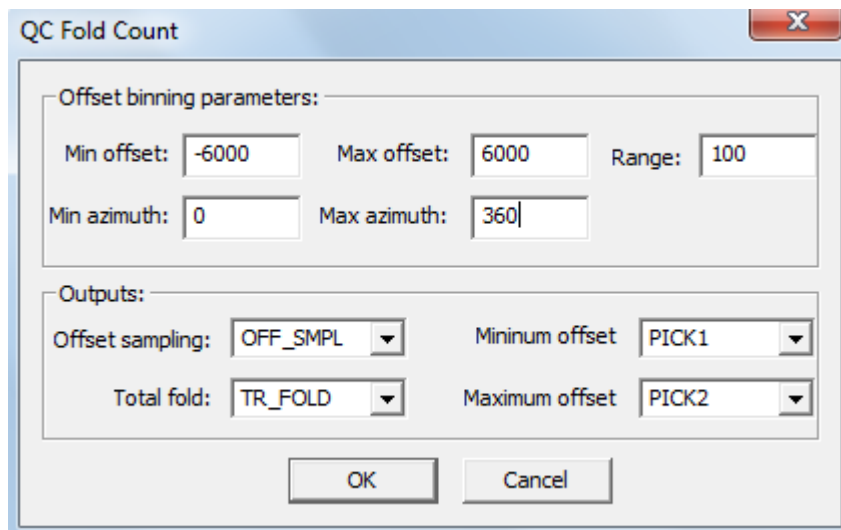 QC Fold Count
Offset binning parameters:
Min offset: -6000 Max offset: 6000 Range: 100
Min azimuth: 0 Max azimuth: 360
Outputs:
Offset sampling: OFF_SMPL Mininum offset PICK1
Total fold: TR_FOLD Maximum offset PICK2
OK Cancel